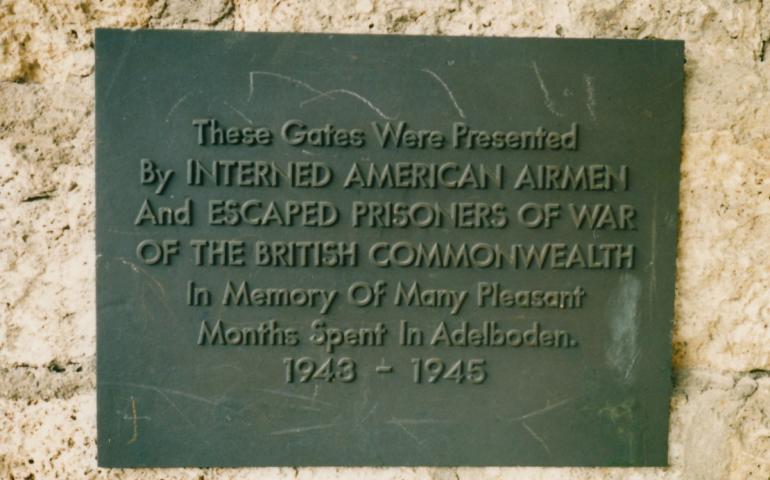 These Gates Were Presented
By INTERNED AMERICAN AIRMEN
And ESCAPED PRISONERS OF WAR
OF THE BRITISH COMMONWEALTH
In Memory Of Many Pleasant
Months Spent In Adelboden.
1943 - 1945